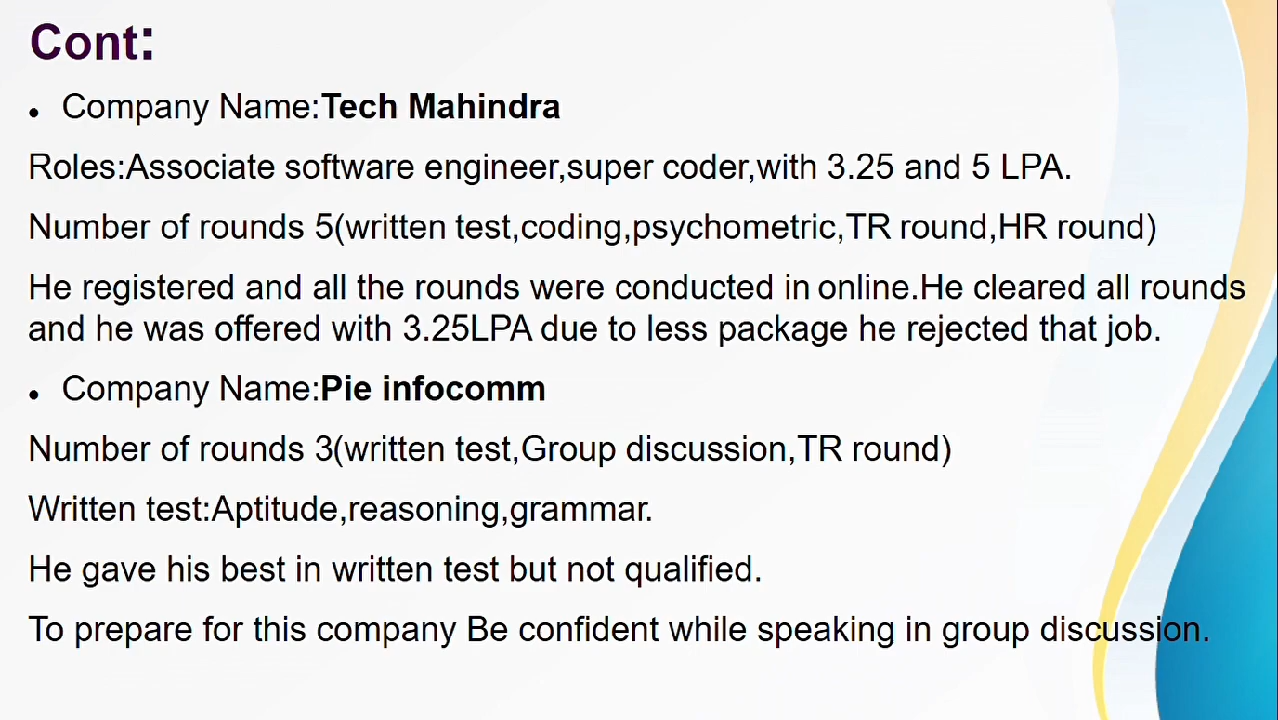 Cont:
• Company Name:Tech Mahindra
Roles:Associate software engineer,super coder,with 3.25 and 5 LPA.
Number of rounds 5(written test,coding,psychometric,TR round,HR round)
He registered and all the rounds were conducted in online.He cleared all rounds
and he was offered with 3.25LPA due to less package he rejected that job.
• Company Name:Pie infocomm
Number of rounds 3(written test,Group discussion,TR round)
Written test:Aptitude,reasoning,grammar.
He gave his best in written test but not qualified.
To prepare for this company Be confident while speaking in group discussion.